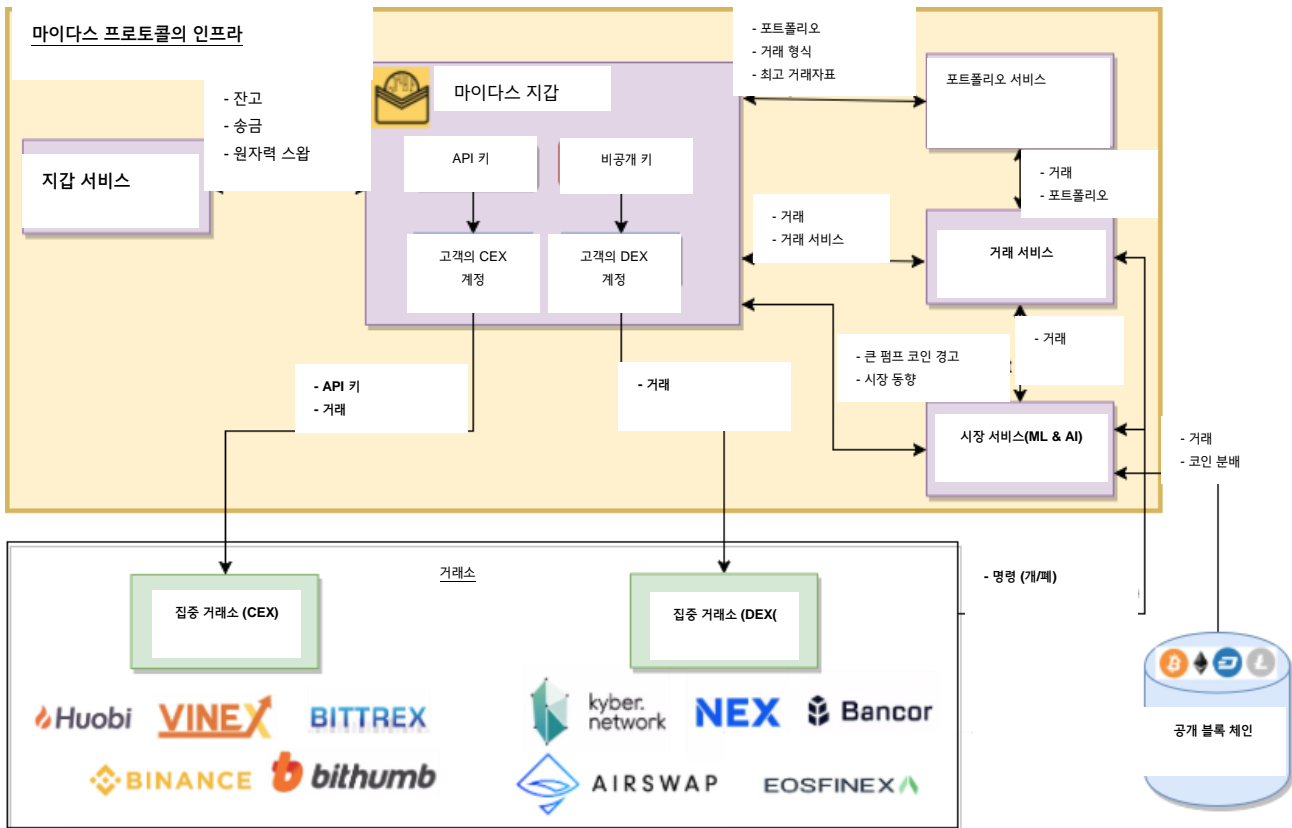 마이다스 프로토콜의 인프라
- 포트폴리오
- 거래 형식
- 최고 거래자표
- 잔고
- 송금
- 원자력 스왑
마이다스 지갑
포트폴리오 서비스
지갑 서비스
API 키
비공개 키
- 거래
- 포트폴리오
- 거래
- 거래 서비스
고객의 CEX
계정
고객의 DEX
계정
거래 서비스
- 큰 펌프 코인 경고
- 시장 동향
- 거래
- API 키
- 거래
- 거래
시장 서비스(ML & AI)
- 거래
- 코인 분배
거래소
- 명령 (개/폐)
집중 거래소 (CEX)
집중 거래소 (DEX(
Huobi
VINEX
BITTREX
kyber.
network
NEX
Bancor
BINANCE
bithumb
AIRSWAP
EOSFINEX
공개 블록 체인